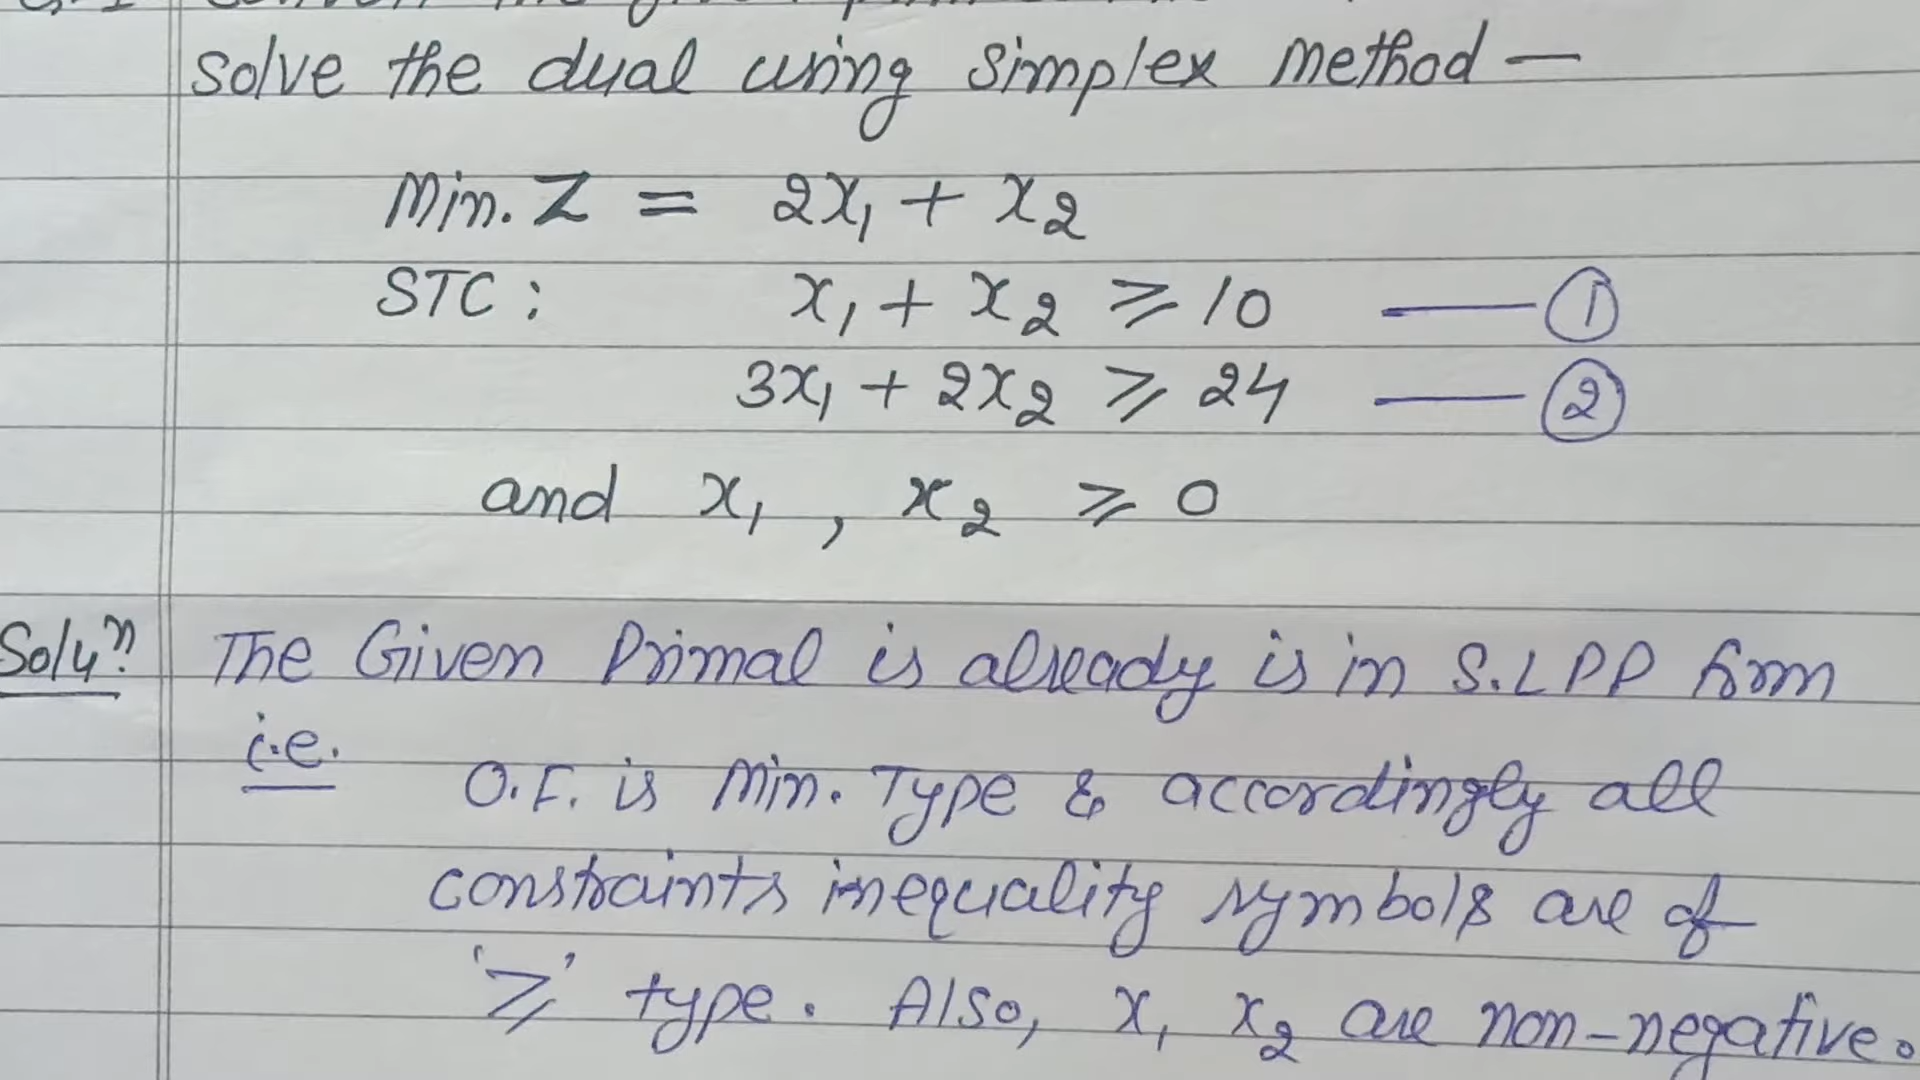 solve the dual using simplex method —
Min. Z = 2x₁ + x₂
STC : x₁ + x₂ ≥ 10 —— ①
3x₁ + 2x₂ ≥ 24 —— ②
and x₁ , x₂ ≥ 0
Soluⁿ: The Given Primal is already is in S.LPP form
i.e. O.F. is Min. Type & accordingly all
constraints inequality symbols are of
'≥' type. Also, x₁ x₂ are non-negative.